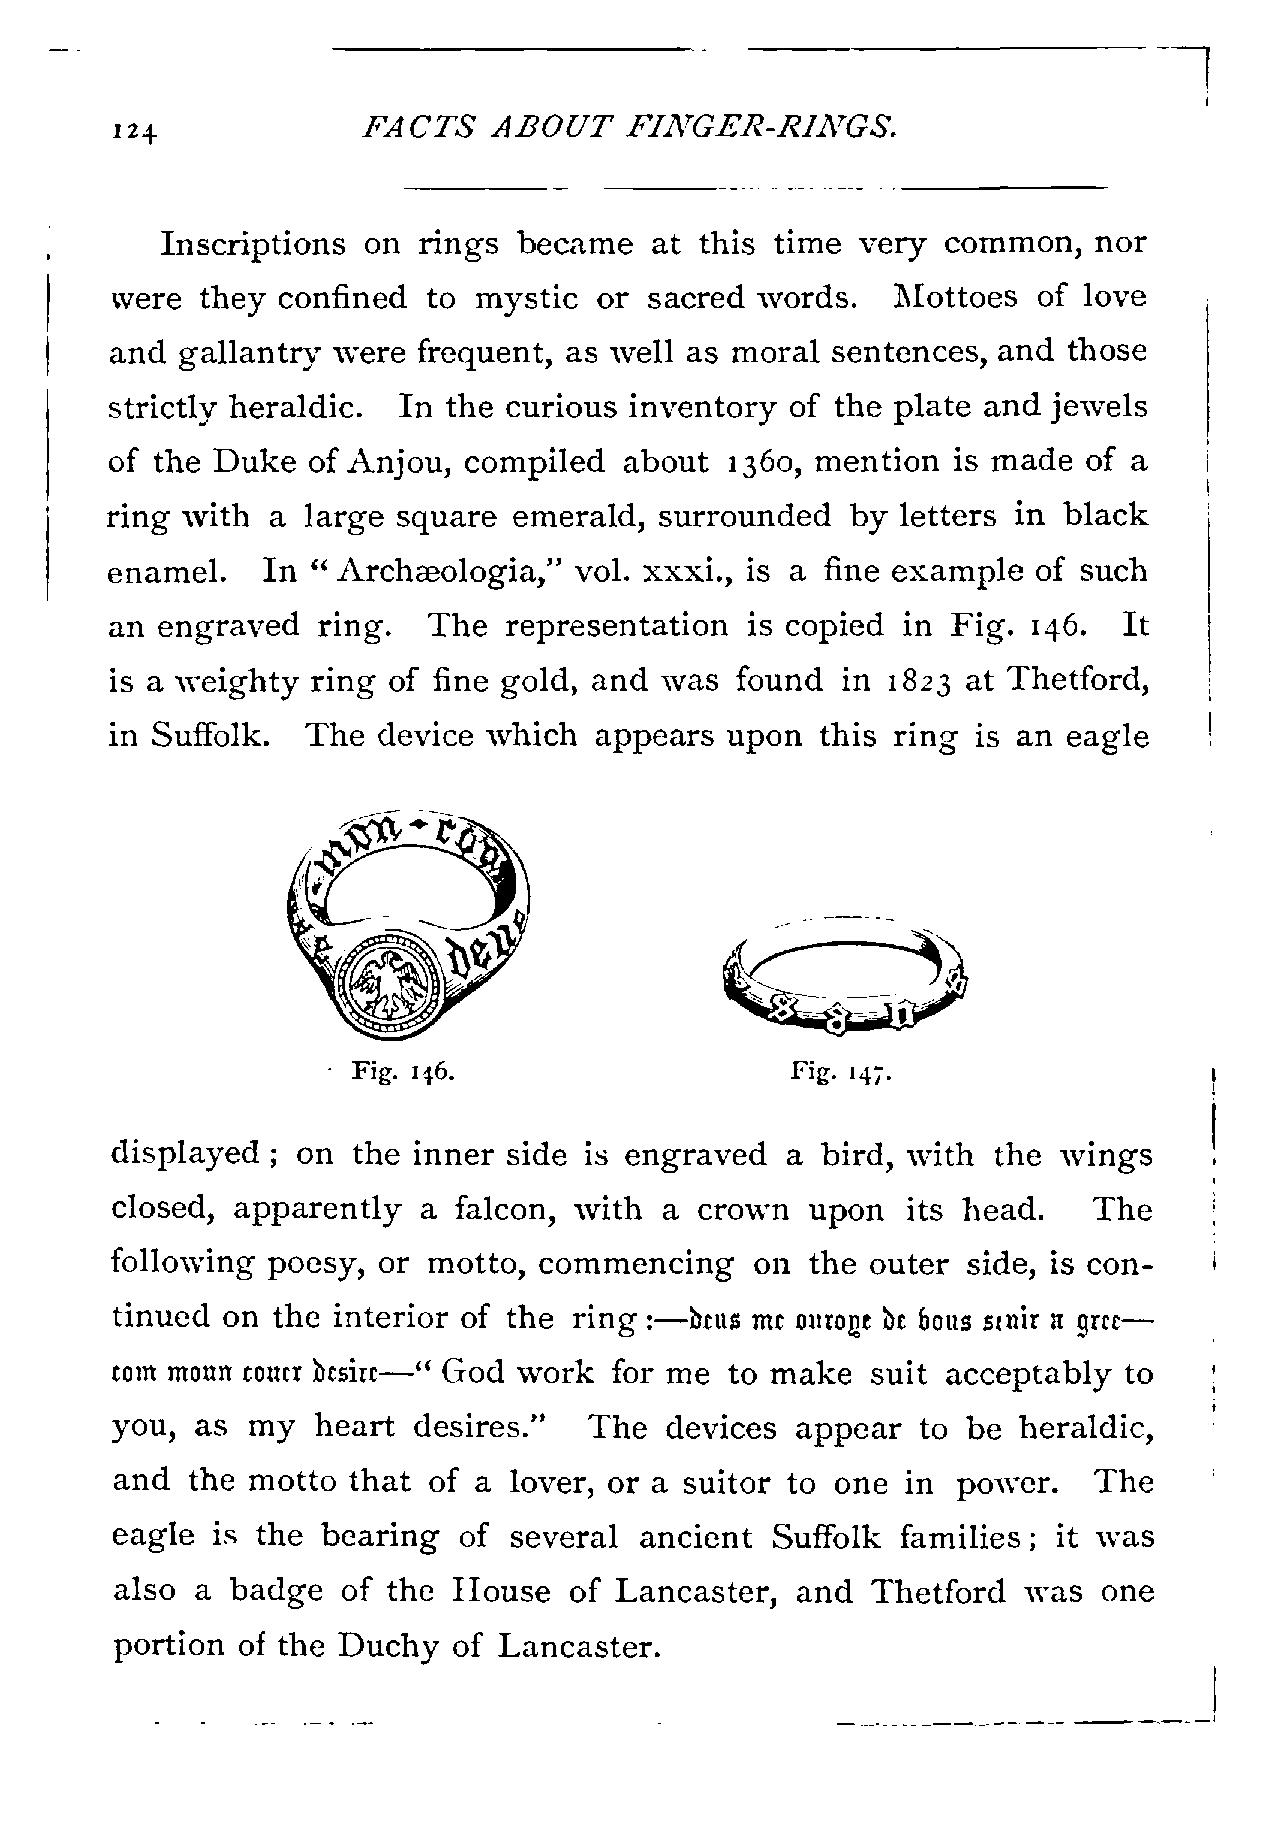 124 FACTS ABOUT FINGER-RINGS.
Inscriptions on rings became at this time very common, nor
were they confined to mystic or sacred words. Mottoes of love
and gallantry were frequent, as well as moral sentences, and those
strictly heraldic. In the curious inventory of the plate and jewels
of the Duke of Anjou, compiled about 1360, mention is made of a
ring with a large square emerald, surrounded by letters in black
enamel. In “Archæologia,” vol. xxxi., is a fine example of such
an engraved ring. The representation is copied in Fig. 146. It
is a weighty ring of fine gold, and was found in 1823 at Thetford,
in Suffolk. The device which appears upon this ring is an eagle
Fig. 146. Fig. 147.
displayed; on the inner side is engraved a bird, with the wings
closed, apparently a falcon, with a crown upon its head. The
following poesy, or motto, commencing on the outer side, is con-
tinued on the interior of the ring:—deus me ouroge de bous senir a gree—
com moun couer desire—“God work for me to make suit acceptably to
you, as my heart desires.” The devices appear to be heraldic,
and the motto that of a lover, or a suitor to one in power. The
eagle is the bearing of several ancient Suffolk families; it was
also a badge of the House of Lancaster, and Thetford was one
portion of the Duchy of Lancaster.